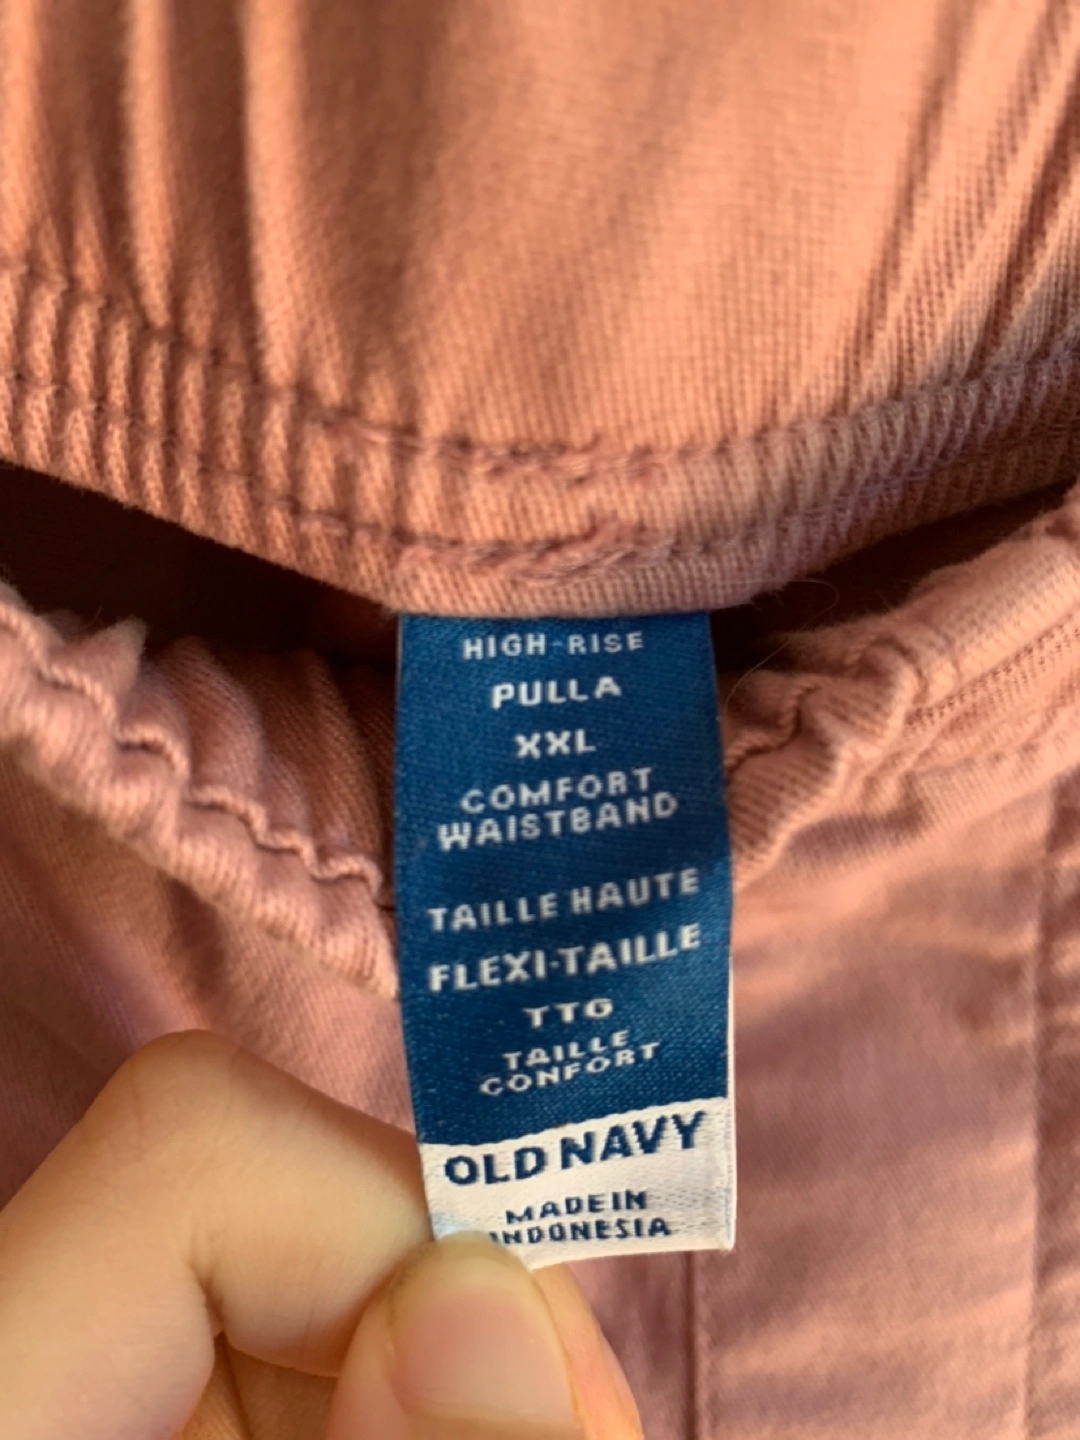 HIGH-RISE
PULLA
XXL
COMFORT
WAISTBAND
TAILLE HAUTE
FLEXI-TAILLE
TTG
TAILLE
CONFORT
OLD NAVY
MADE IN
INDONESIA